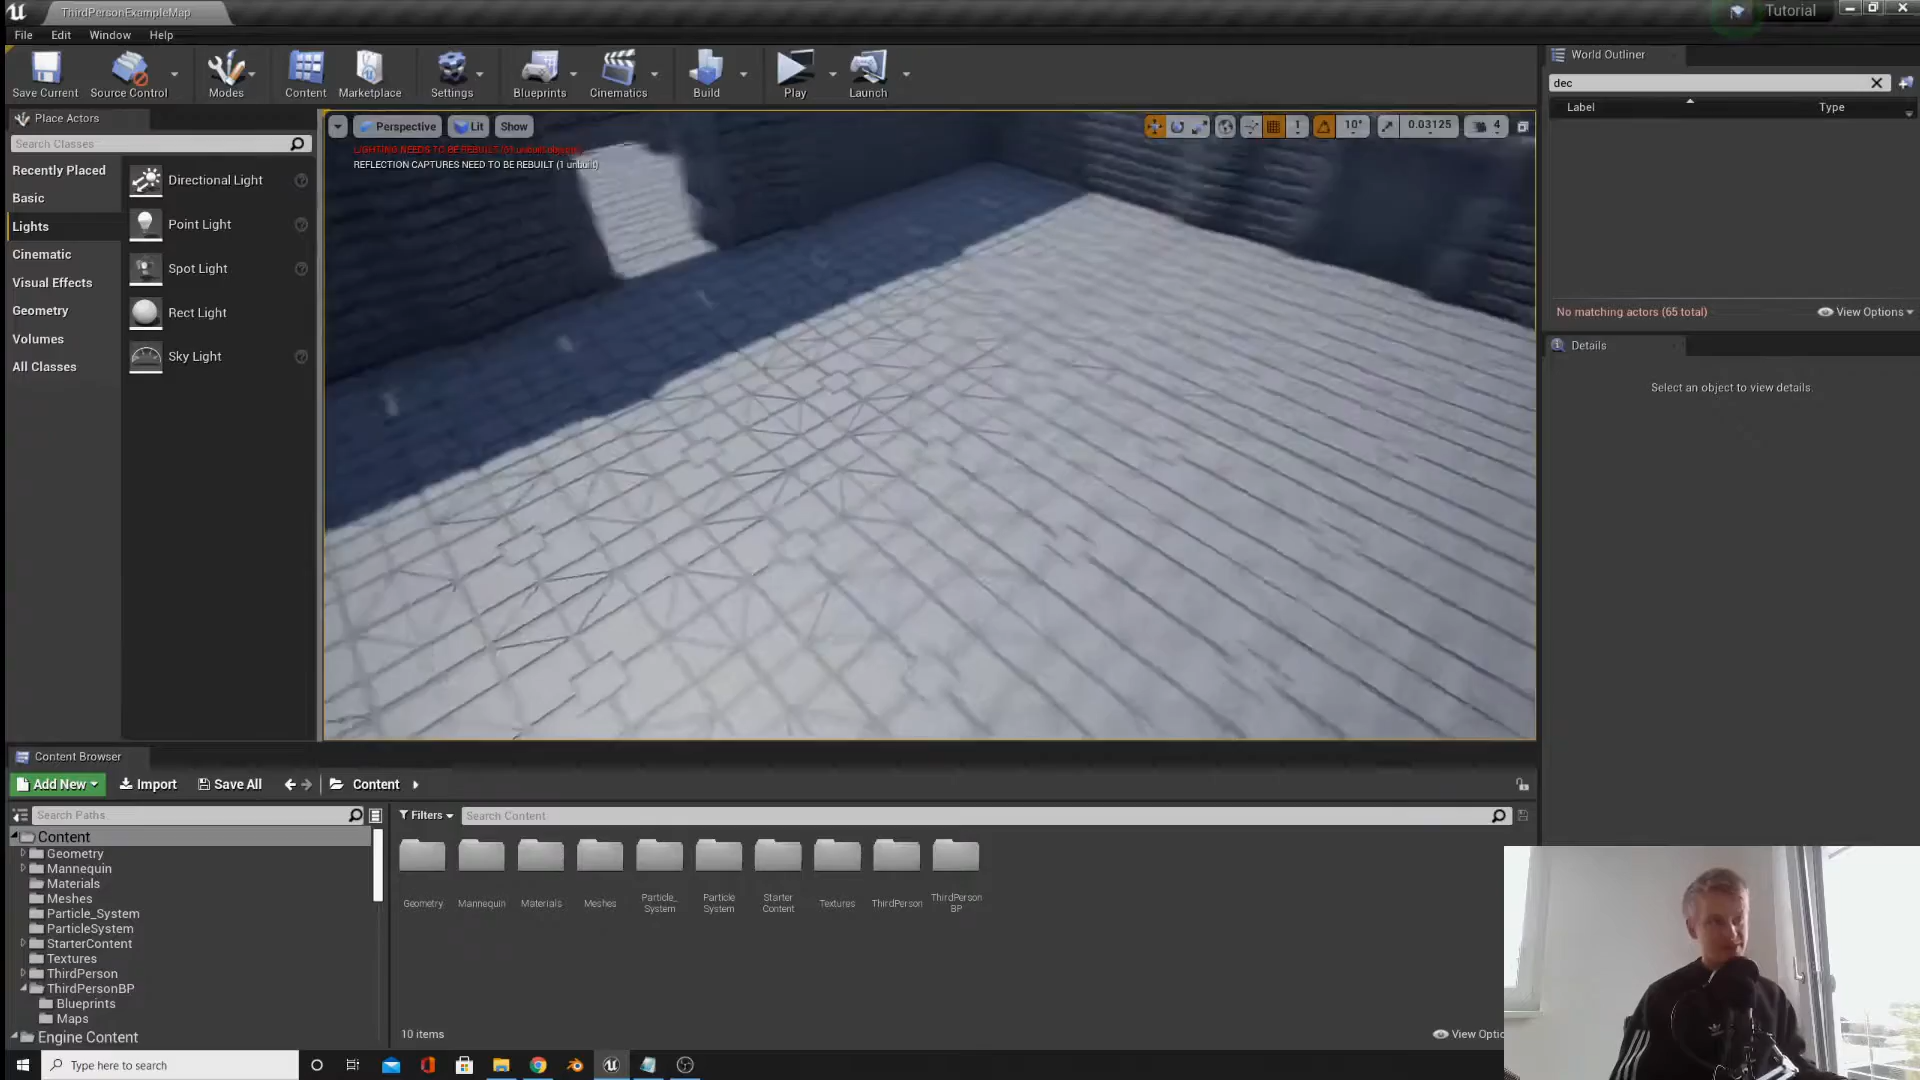 ThirdPersonExampleMap
Tutorial
File Edit Window Help
Save Current
Source Control
Modes
Content
Marketplace
Settings
Blueprints
Cinematics
Build
Play
Launch
World Outliner
dec
Label
Type
No matching actors (65 total)
View Options
Details
Select an object to view details.
Place Actors
Search Classes
Recently Placed
Basic
Lights
Cinematic
Visual Effects
Geometry
Volumes
All Classes
Directional Light
Point Light
Spot Light
Rect Light
Sky Light
Perspective
Lit
Show
1
10°
0.03125
4
LIGHTING NEEDS TO BE REBUILT
REFLECTION CAPTURES NEED TO BE REBUILT (1 unbuilt)
Content Browser
Add New
Import
Save All
Content
Search Paths
Filters
Search Content
Content
Geometry
Mannequin
Materials
Meshes
Particle_System
ParticleSystem
StarterContent
Textures
ThirdPerson
ThirdPersonBP
Blueprints
Maps
Engine Content
Geometry
Mannequin
Materials
Meshes
Particle_
System
Particle
System
Starter
Content
Textures
ThirdPerson
ThirdPerson
BP
10 items
View Optio
Type here to search